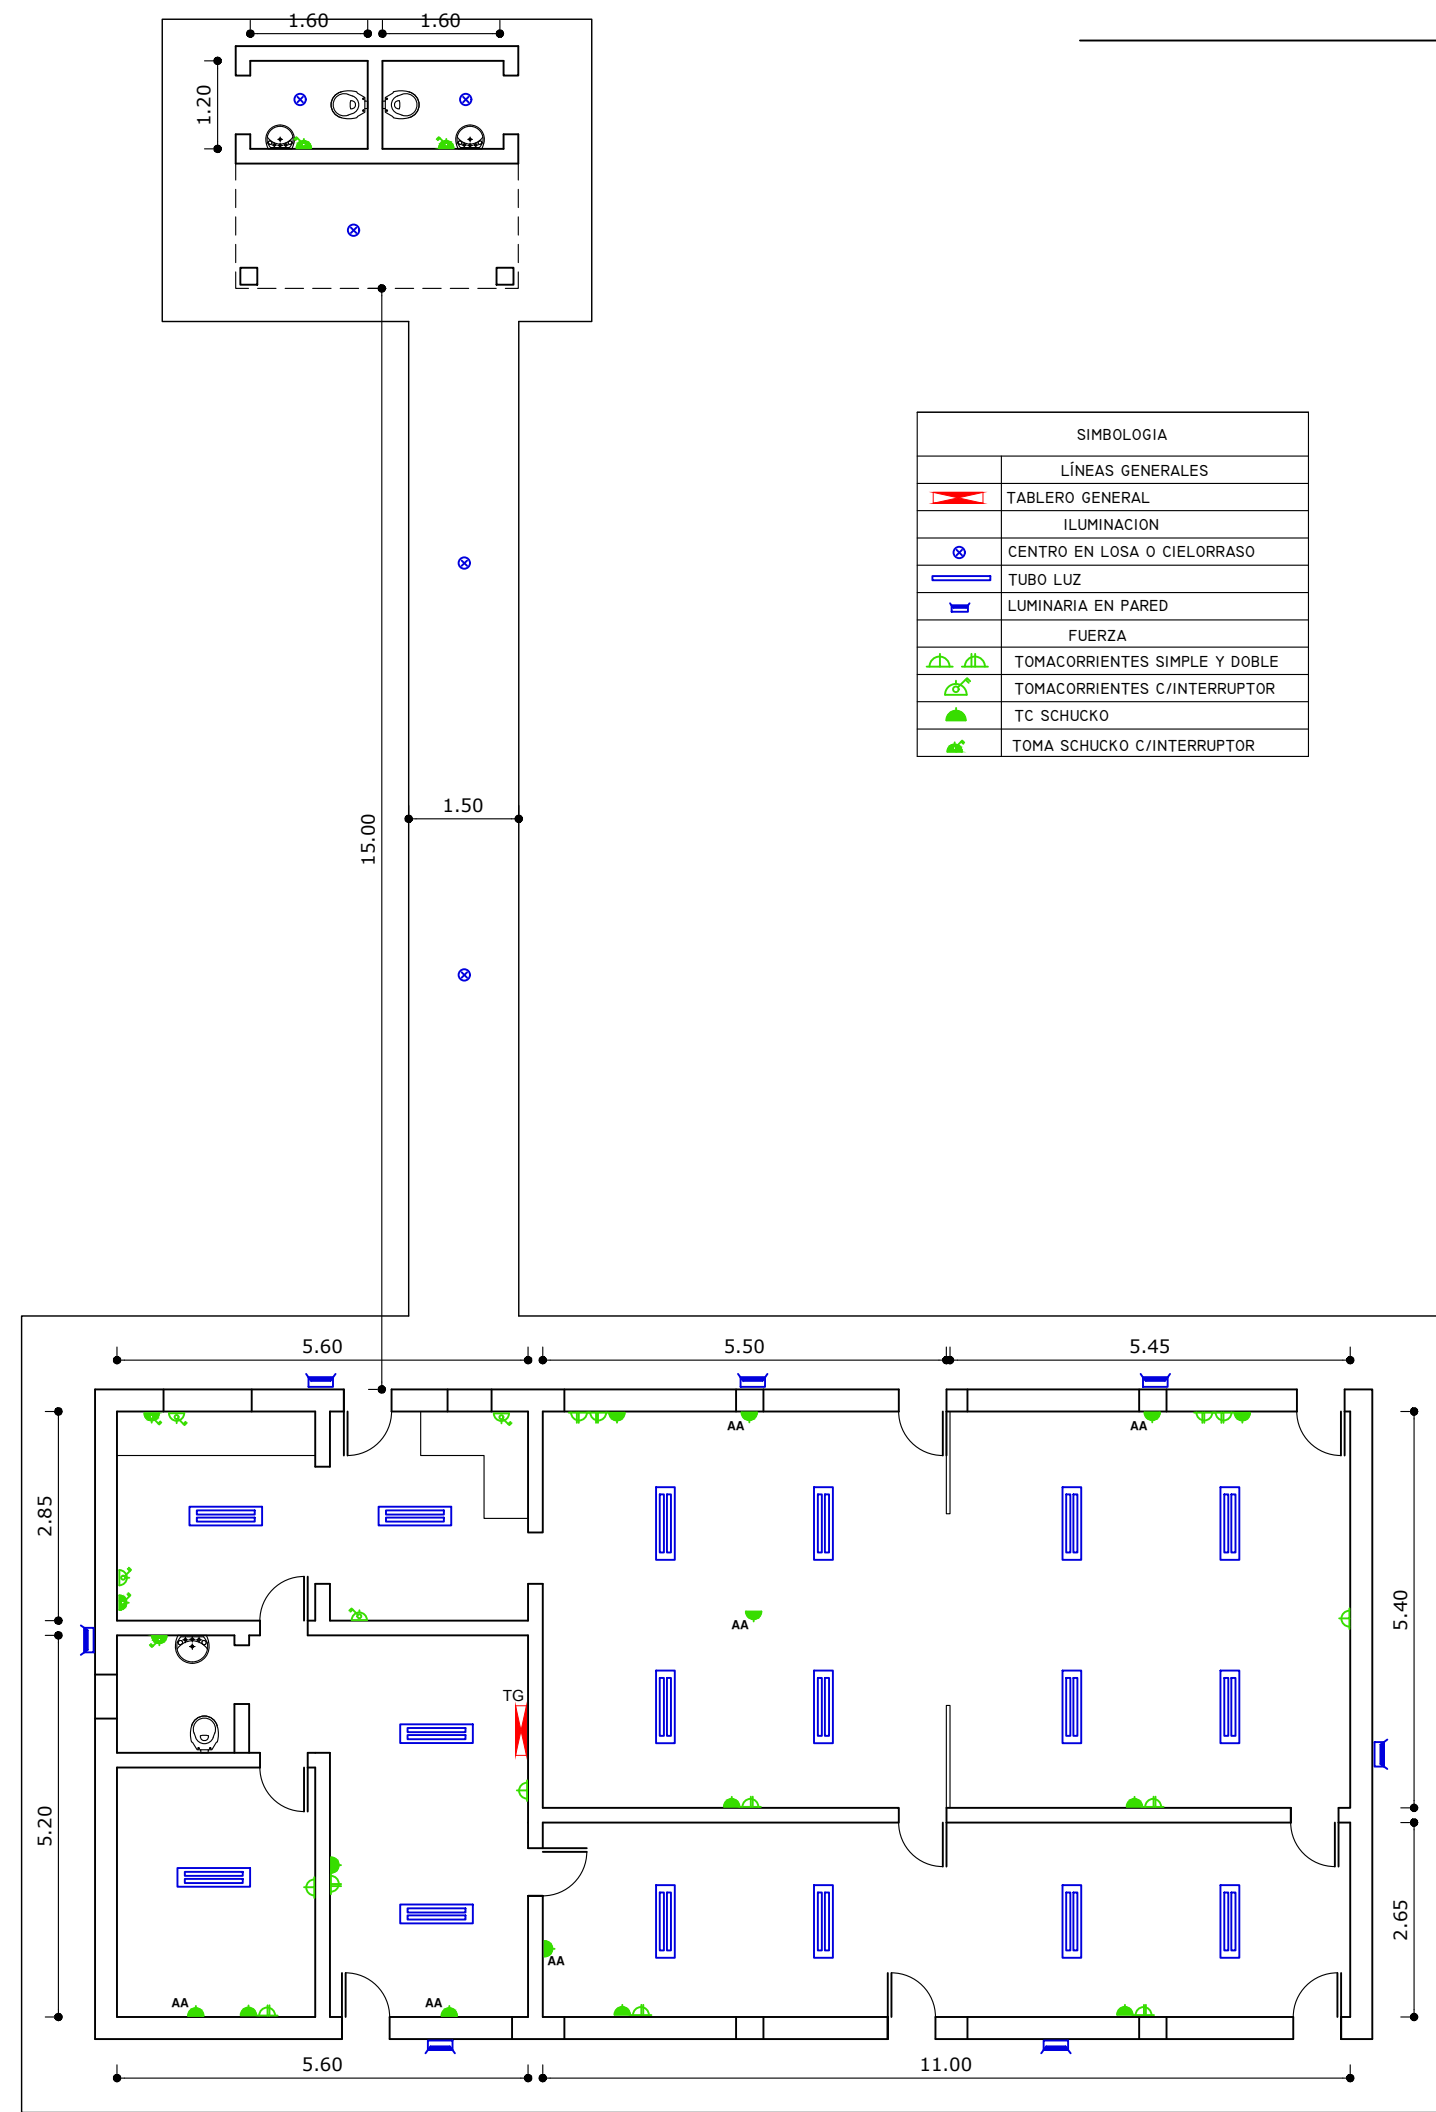 1.60
1.60
1.20
SIMBOLOGIA
LÍNEAS GENERALES
TABLERO GENERAL
ILUMINACION
CENTRO EN LOSA O CIELORRASO
TUBO LUZ
LUMINARIA EN PARED
FUERZA
TOMACORRIENTES SIMPLE Y DOBLE
TOMACORRIENTES C/INTERRUPTOR
TC SCHUCKO
TOMA SCHUCKO C/INTERRUPTOR
1.50
15.00
5.60
5.50
5.45
AA
AA
2.85
5.40
AA
TG
5.20
2.65
AA
AA
AA
5.60
11.00